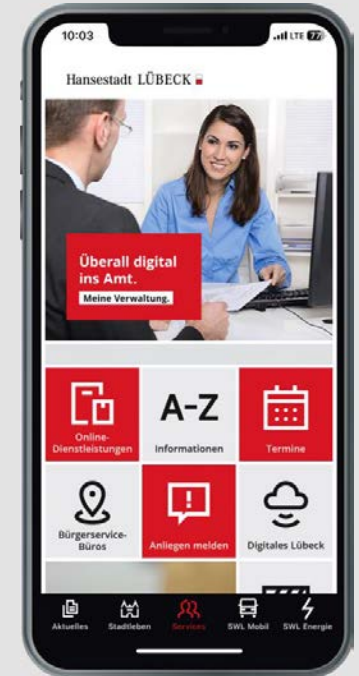 10:03
LTE 77
Hansestadt LÜBECK
Überall digital
ins Amt.
Meine Verwaltung.
Online-
Dienstleistungen
A-Z
Informationen
Termine
Bürgerservice-
Büros
Anliegen melden
Digitales Lübeck
Aktuelles
Stadtleben
Services
SWL Mobil
SWL Energie